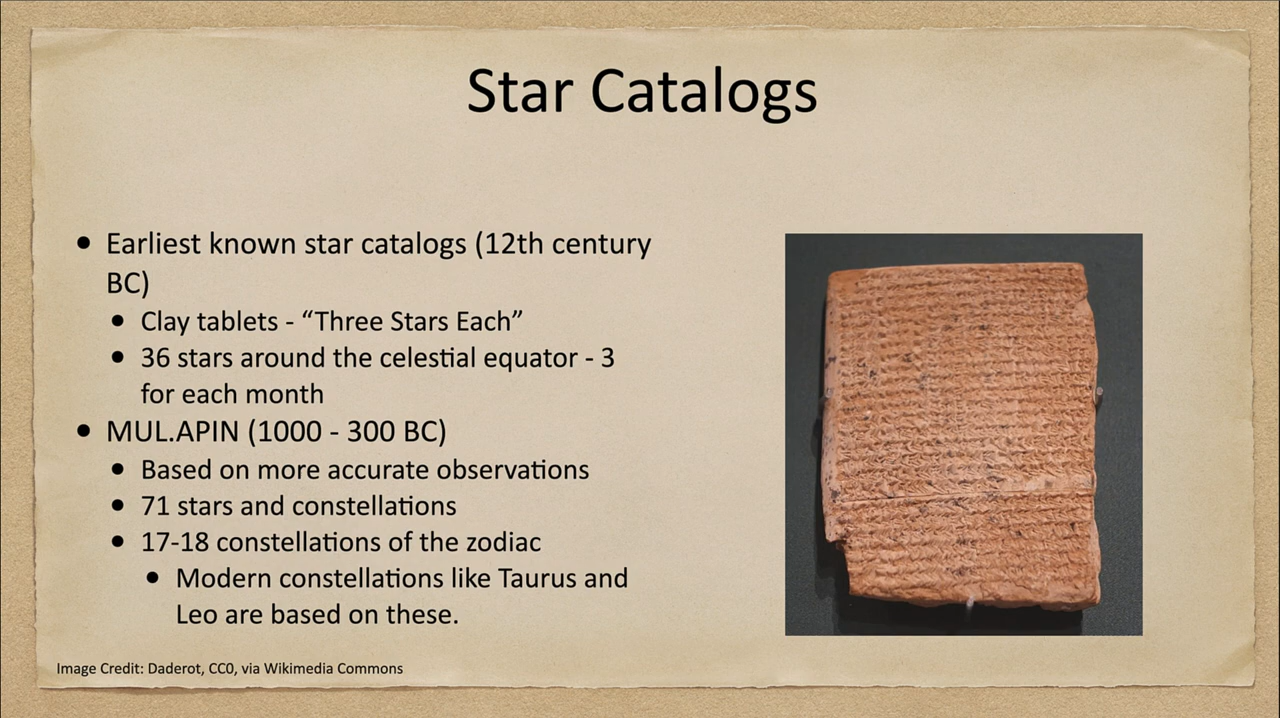 Star Catalogs
• Earliest known star catalogs (12th century
BC)
• Clay tablets - “Three Stars Each”
• 36 stars around the celestial equator - 3
for each month
• MUL.APIN (1000 - 300 BC)
• Based on more accurate observations
• 71 stars and constellations
• 17-18 constellations of the zodiac
• Modern constellations like Taurus and
Leo are based on these.
Image Credit: Daderot, CC0, via Wikimedia Commons